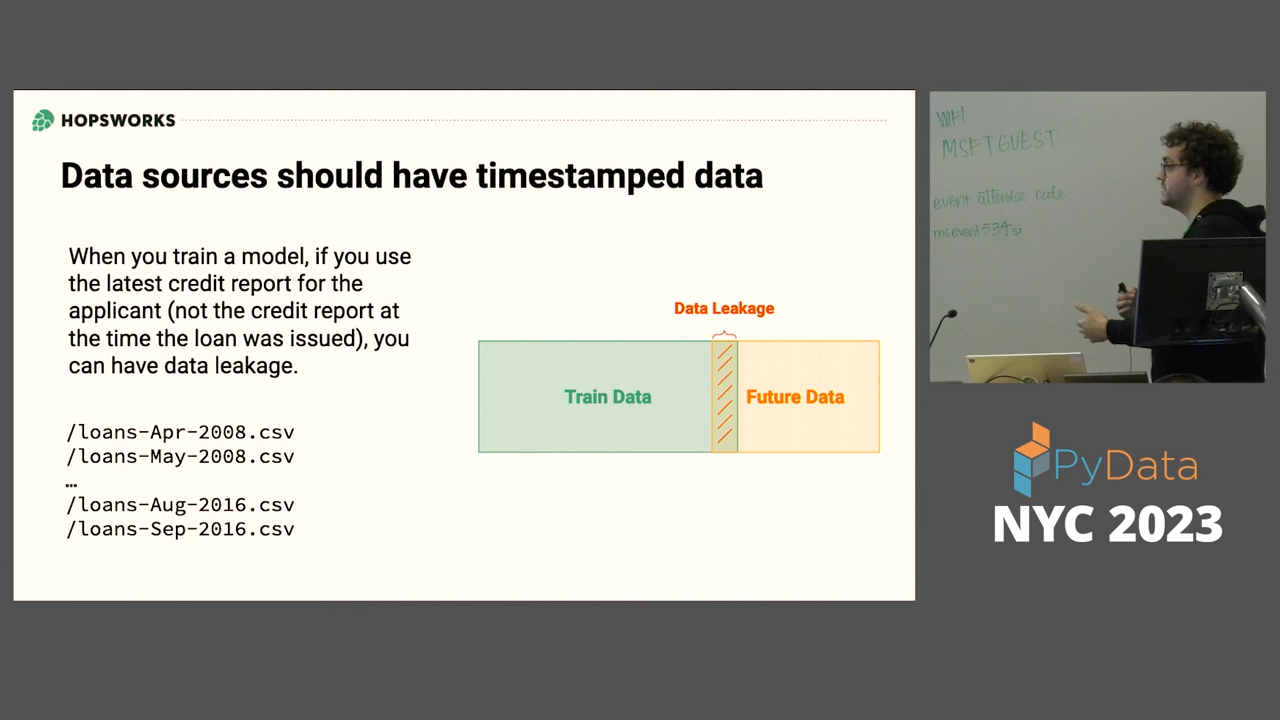 HOPSWORKS
Data sources should have timestamped data
When you train a model, if you use
the latest credit report for the
applicant (not the credit report at
the time the loan was issued), you
can have data leakage.
/loans-Apr-2008.csv
/loans-May-2008.csv
…
/loans-Aug-2016.csv
/loans-Sep-2016.csv
Data Leakage
Train Data
Future Data
MSFTGUEST
event attendee code
msevent534si
PyData
NYC 2023